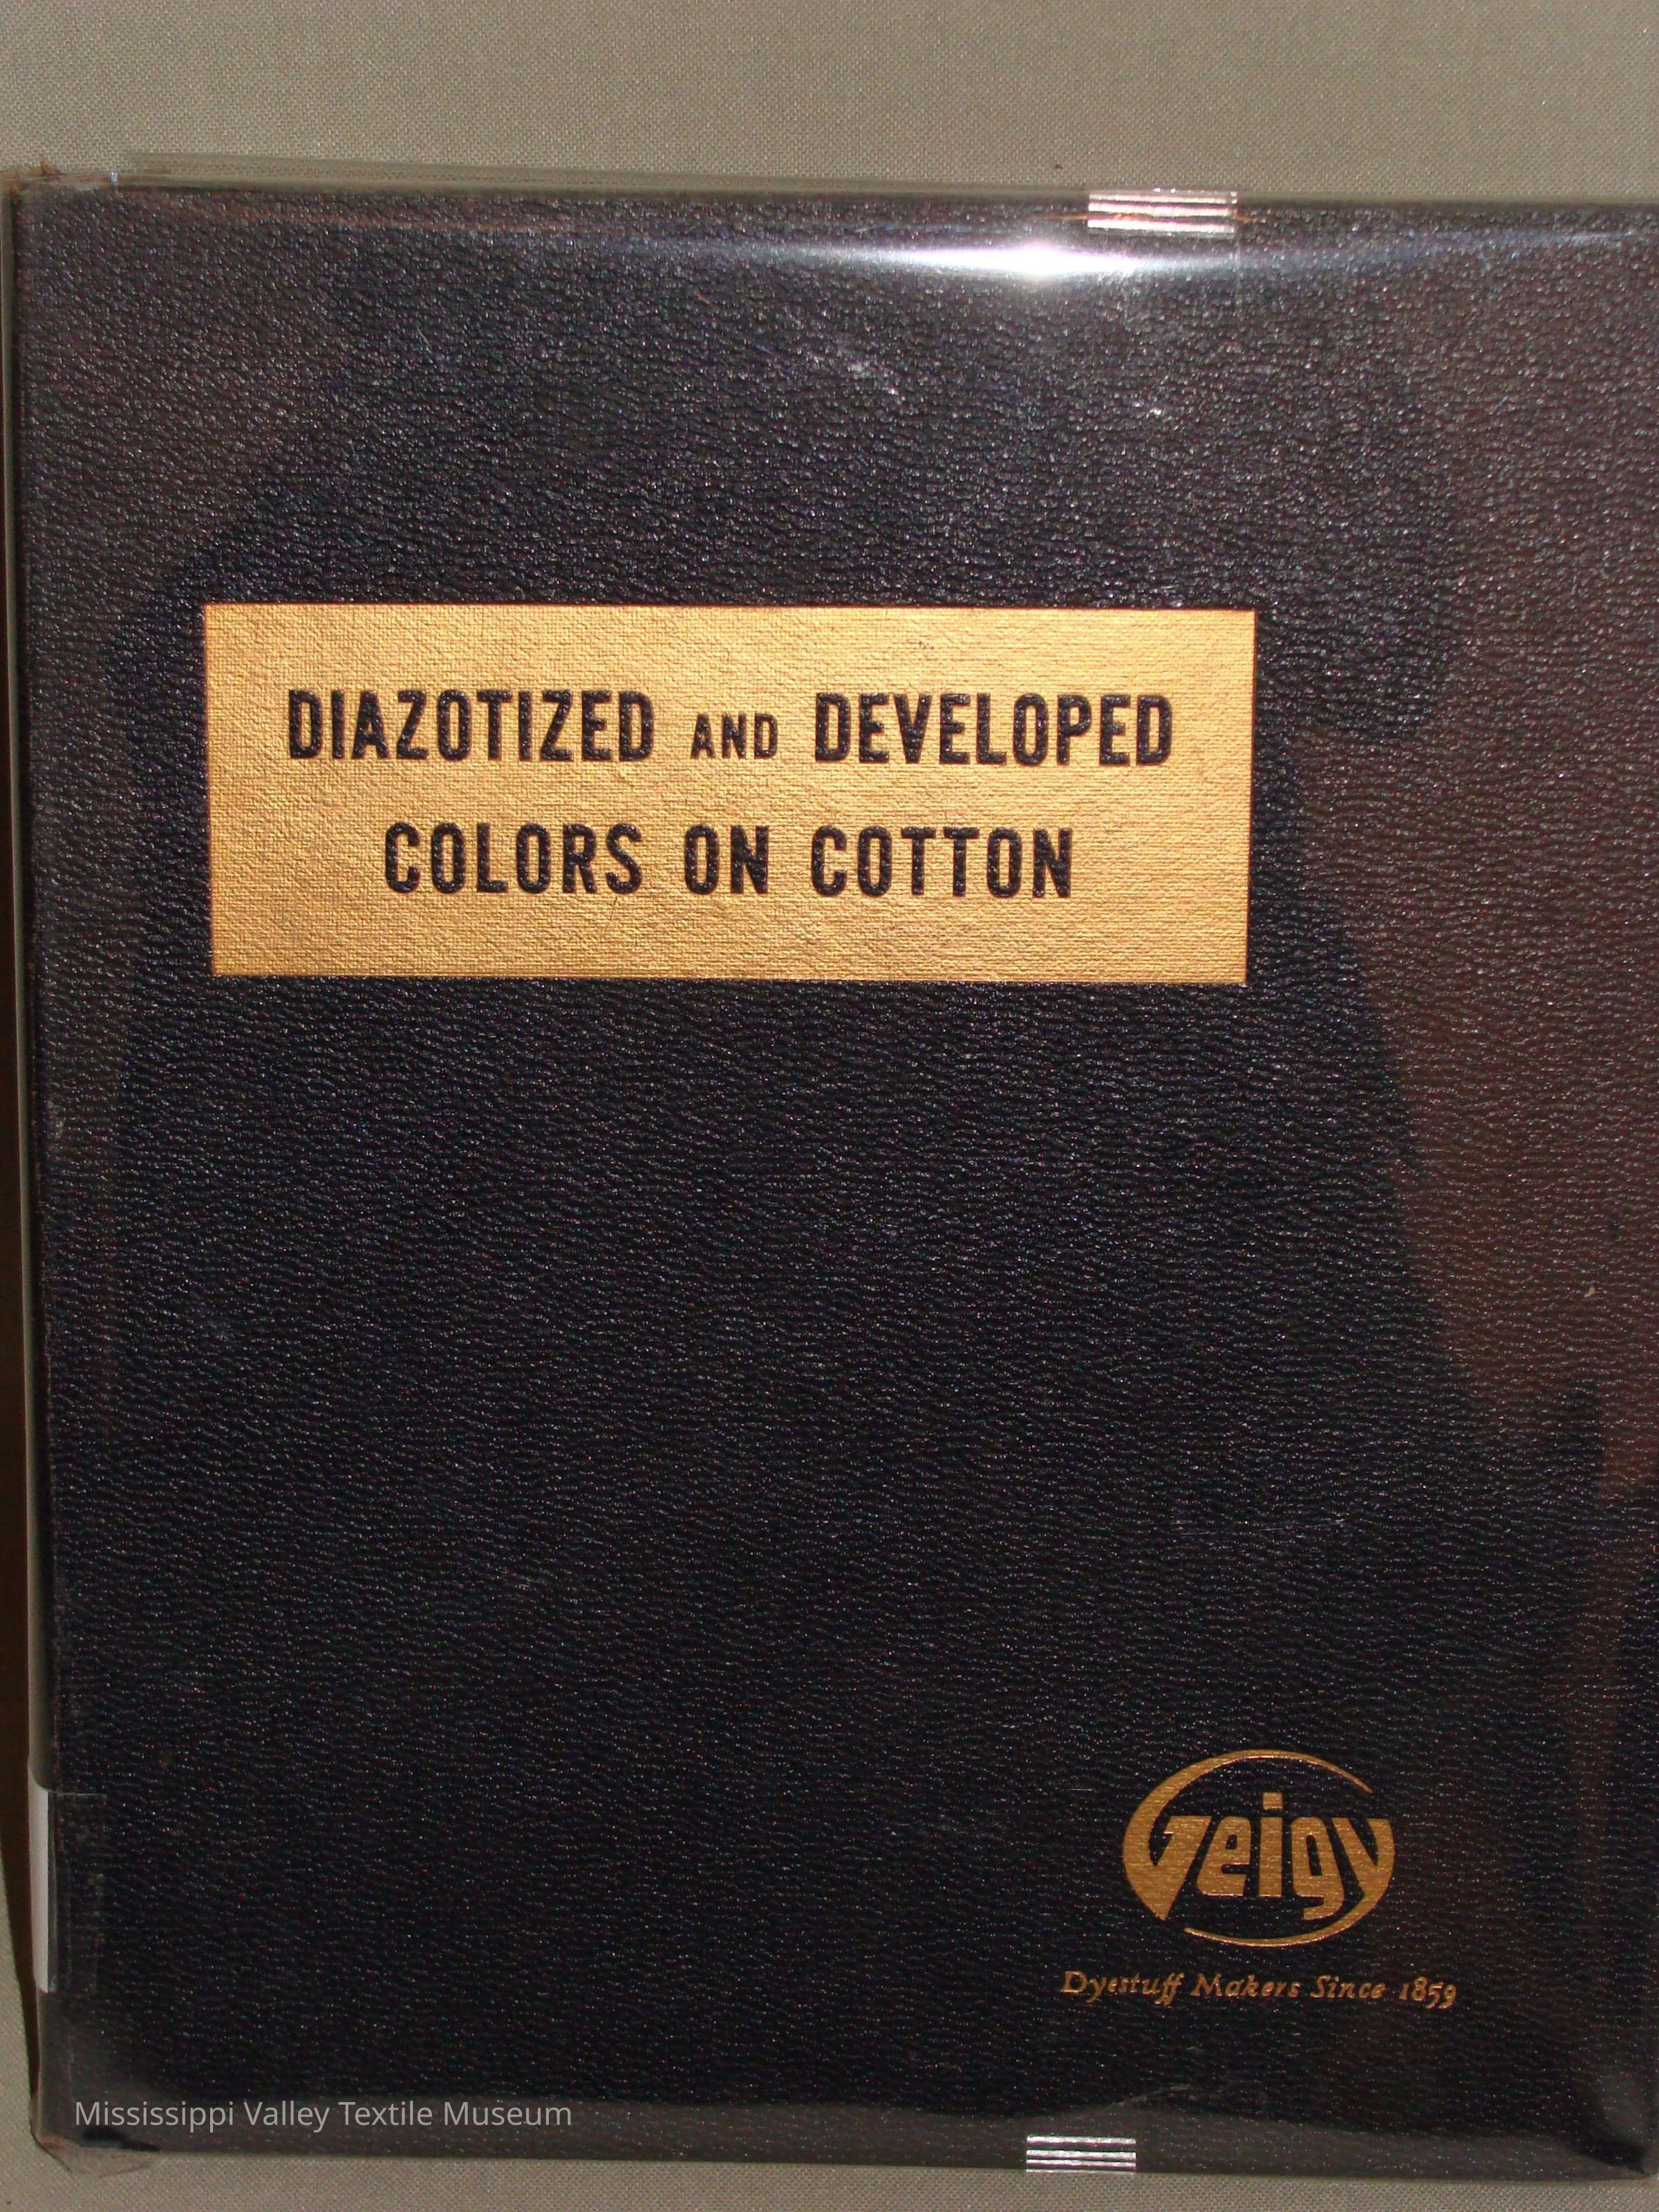 DIAZOTIZED AND DEVELOPED
COLORS ON COTTON
Geigy
Dyestuff Makers Since 1859
Mississippi Valley Textile Museum